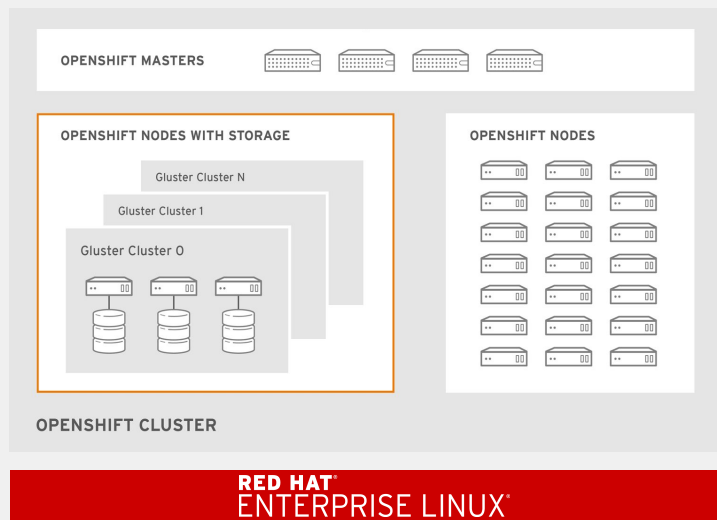 OPENSHIFT MASTERS
OPENSHIFT NODES WITH STORAGE
Gluster Cluster N
Gluster Cluster 1
Gluster Cluster 0
OPENSHIFT NODES
OPENSHIFT CLUSTER
RED HAT®
ENTERPRISE LINUX®